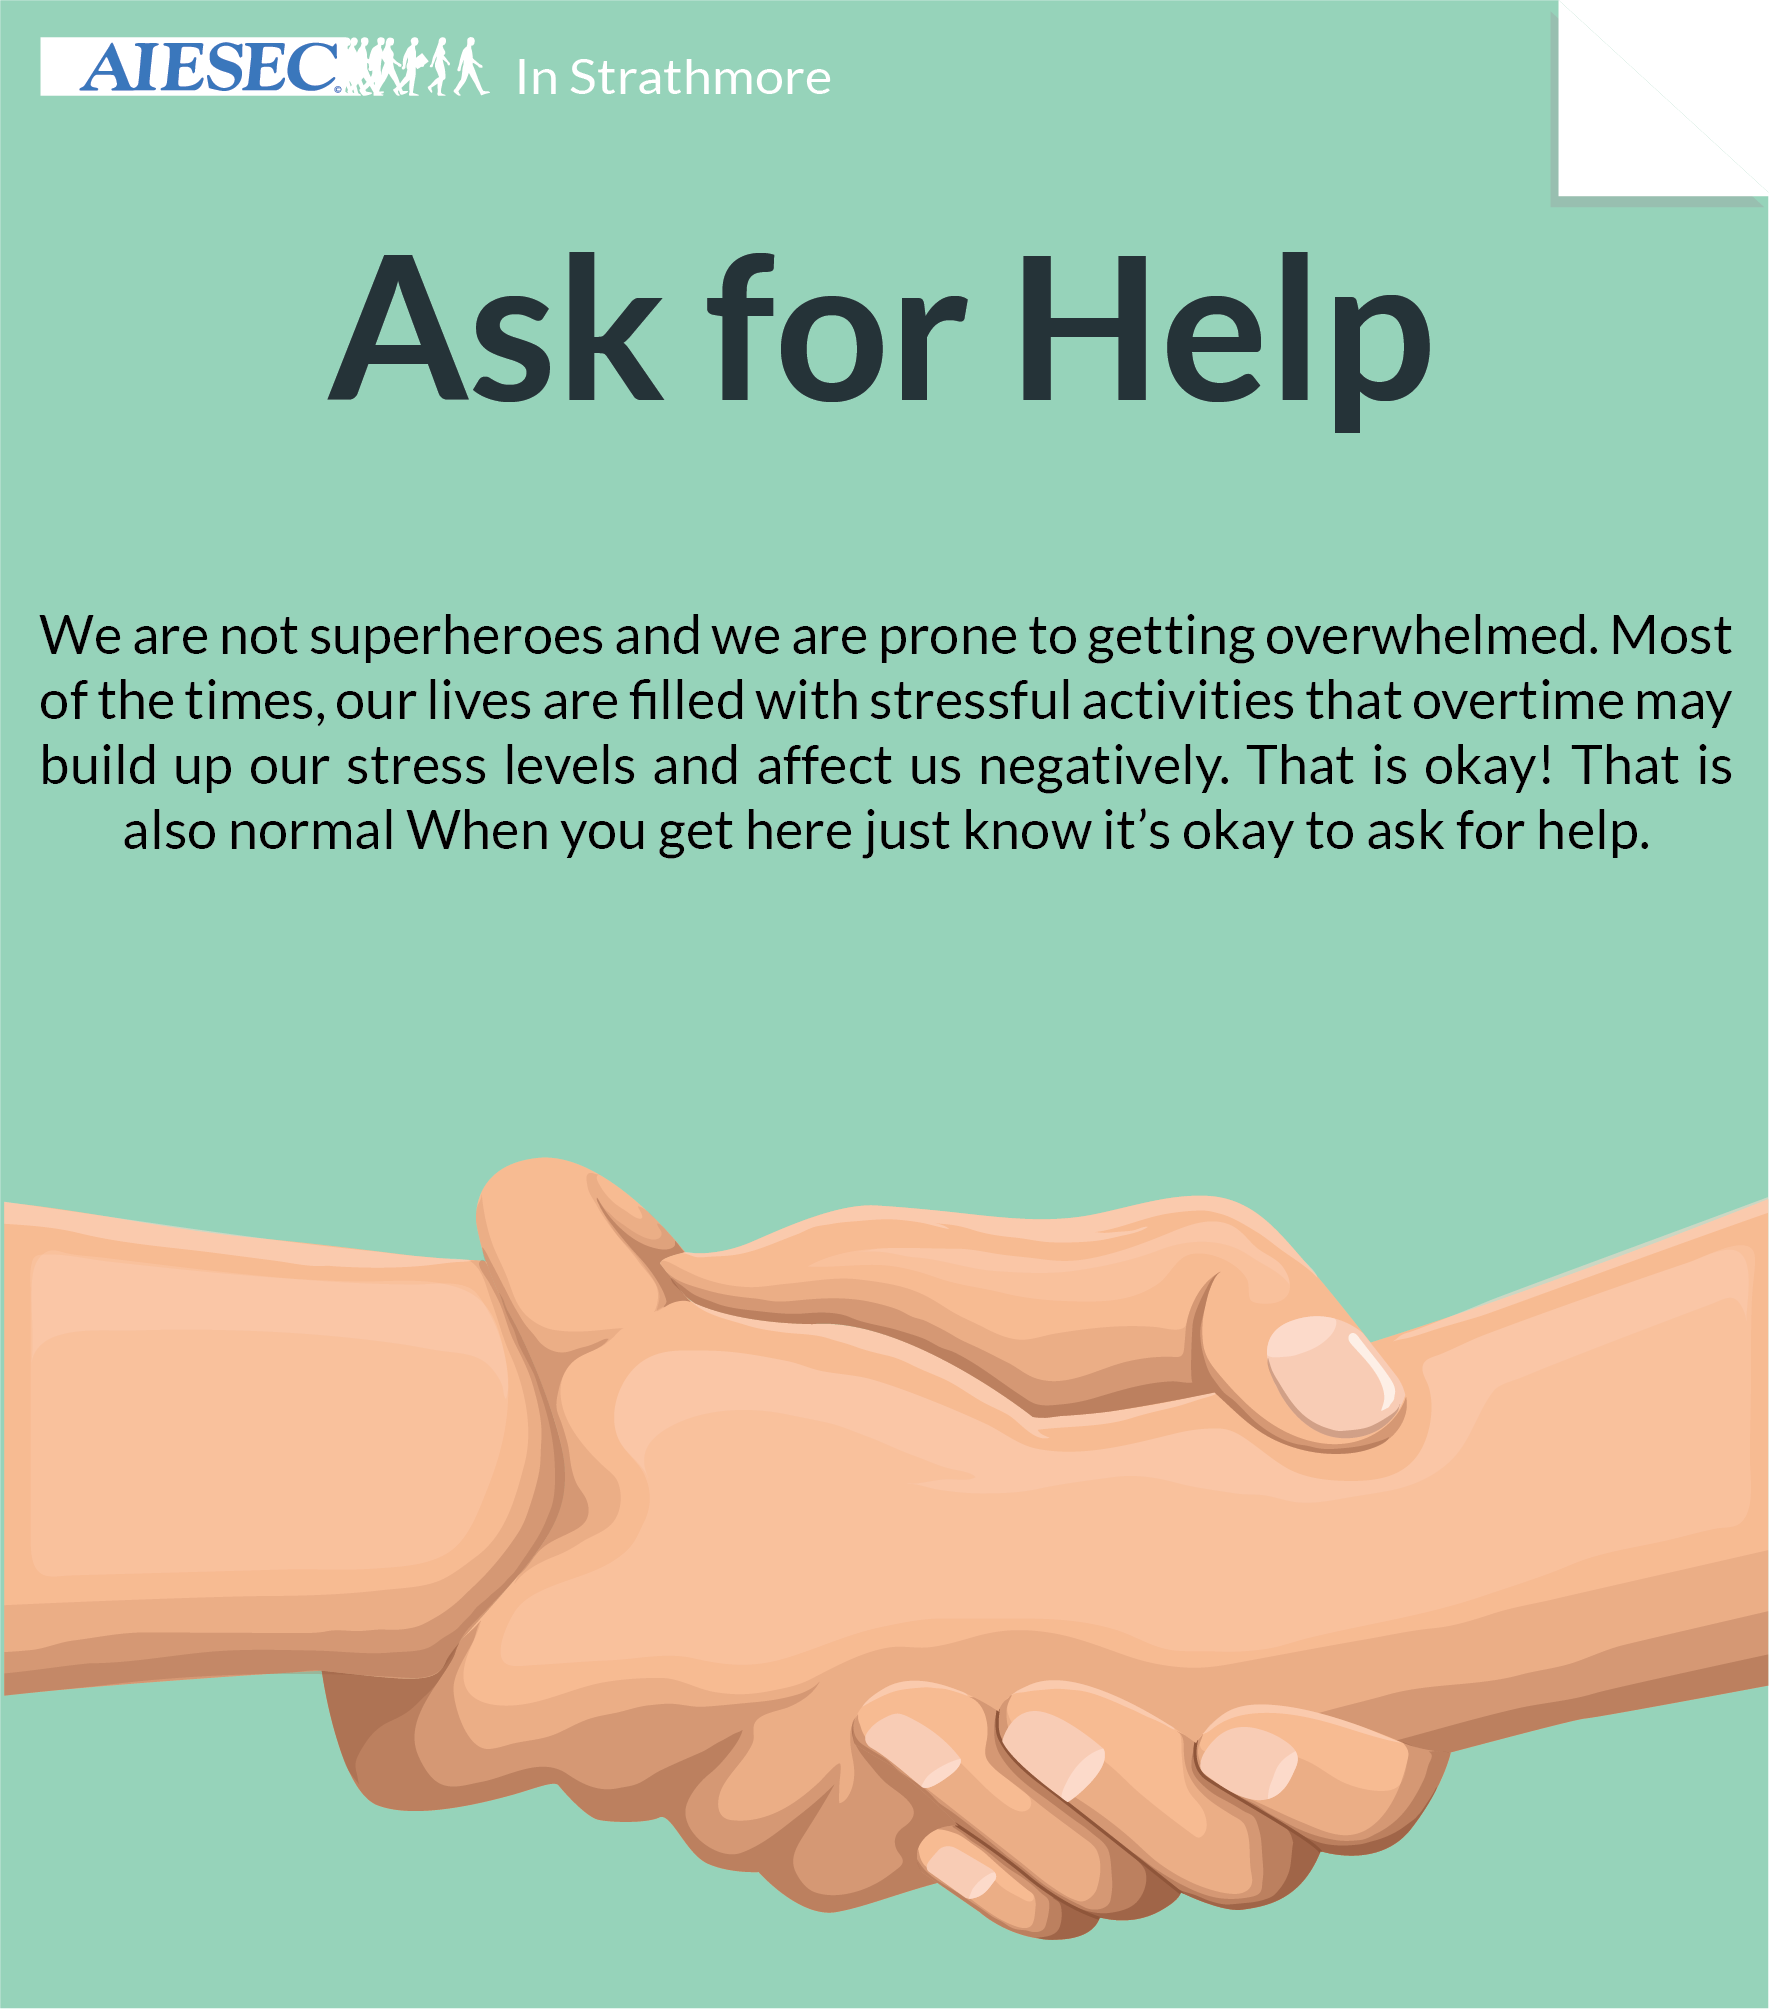 AIESEC In Strathmore
Ask for Help
We are not superheroes and we are prone to getting overwhelmed. Most
of the times, our lives are filled with stressful activities that overtime may
build up our stress levels and affect us negatively. That is okay! That is
also normal When you get here just know it’s okay to ask for help.